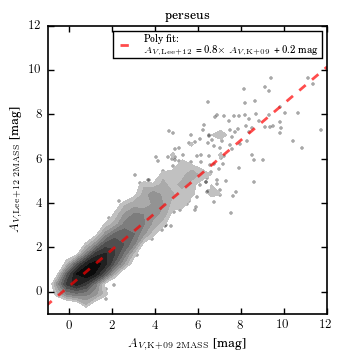 perseus
Poly fit:
A_{V,Lee+12} = 0.8× A_{V,K+09} + 0.2 mag
12
10
8
6
4
2
0
A_{V,Lee+12 2MASS} [mag]
0 2 4 6 8 10 12
A_{V,K+09 2MASS} [mag]